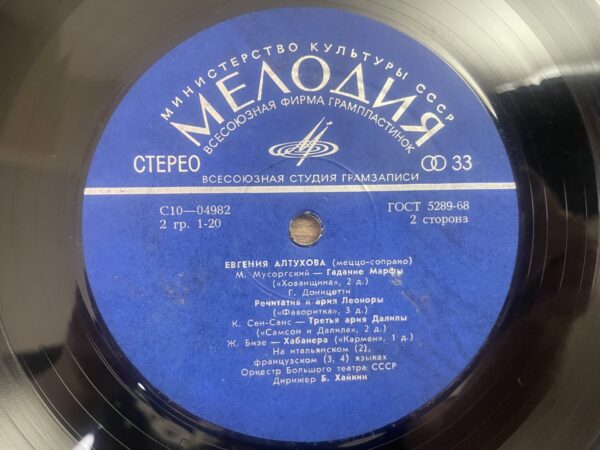 МИНИСТЕРСТВО КУЛЬТУРЫ СССР
МЕЛОДИЯ
ВСЕСОЮЗНАЯ ФИРМА ГРАМПЛАСТИНОК
СТЕРЕО 33
ВСЕСОЮЗНАЯ СТУДИЯ ГРАМЗАПИСИ
С10—04982 ГОСТ 5289-68
2 гр. 1-20 2 сторона
ЕВГЕНИЯ АЛТУХОВА (меццо-сопрано)
М. Мусоргский — Гадание Марфы
(«Хованщина», 2 д.)
Г. Доницетти
Речитатив и ария Леоноры
(«Фаворитка», 3 д.)
К. Сен-Санс — Третья ария Далилы
(«Самсон и Далила», 2 д.)
Ж. Бизе — Хабанера («Кармен», 1 д.)
На итальянском (2),
французском (3, 4) языках
Оркестр Большого театра СССР
Дирижер Б. Хайкин